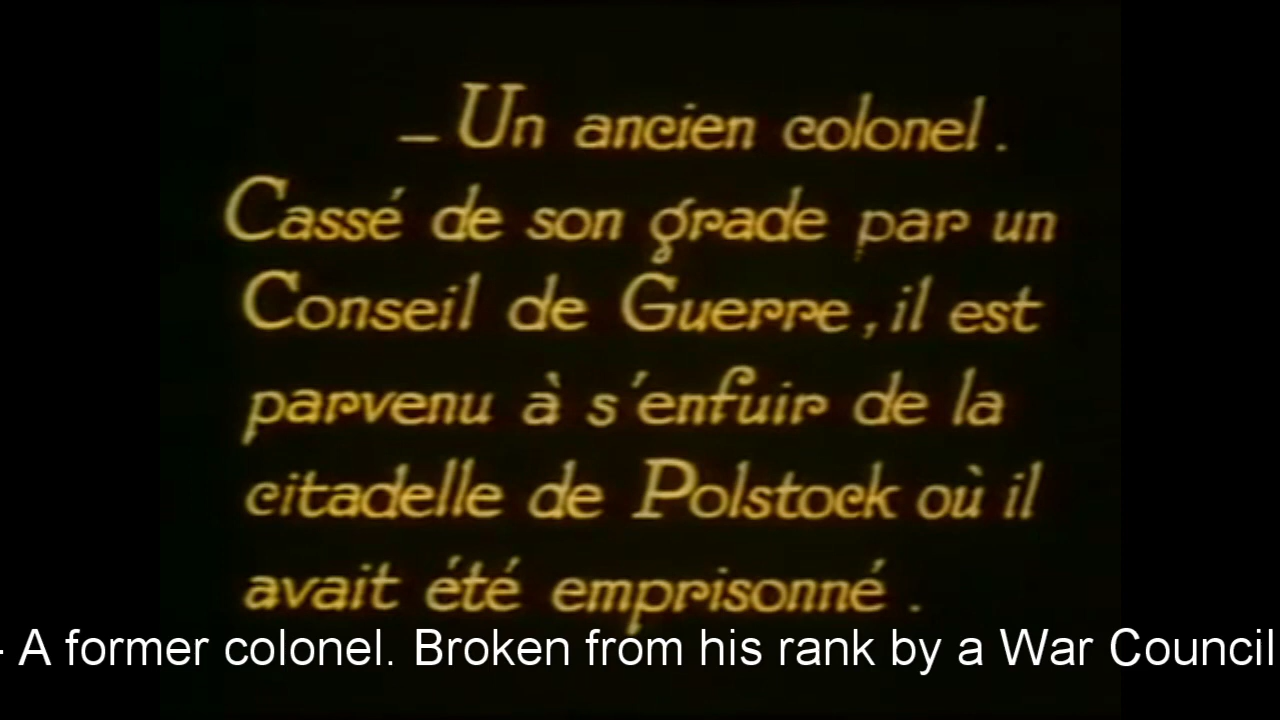 – Un ancien colonel.
Cassé de son grade par un
Conseil de Guerre, il est
parvenu à s'enfuir de la
citadelle de Polstock où il
avait été emprisonné.
- A former colonel. Broken from his rank by a War Council